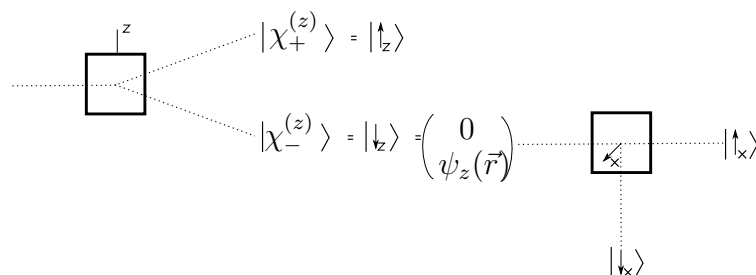 z
|χ₊⁽ᶻ⁾⟩ = |↑z⟩
|χ₋⁽ᶻ⁾⟩ = |↓z⟩ = (0
ψz(r⃗))
x
|↑x⟩
|↓x⟩